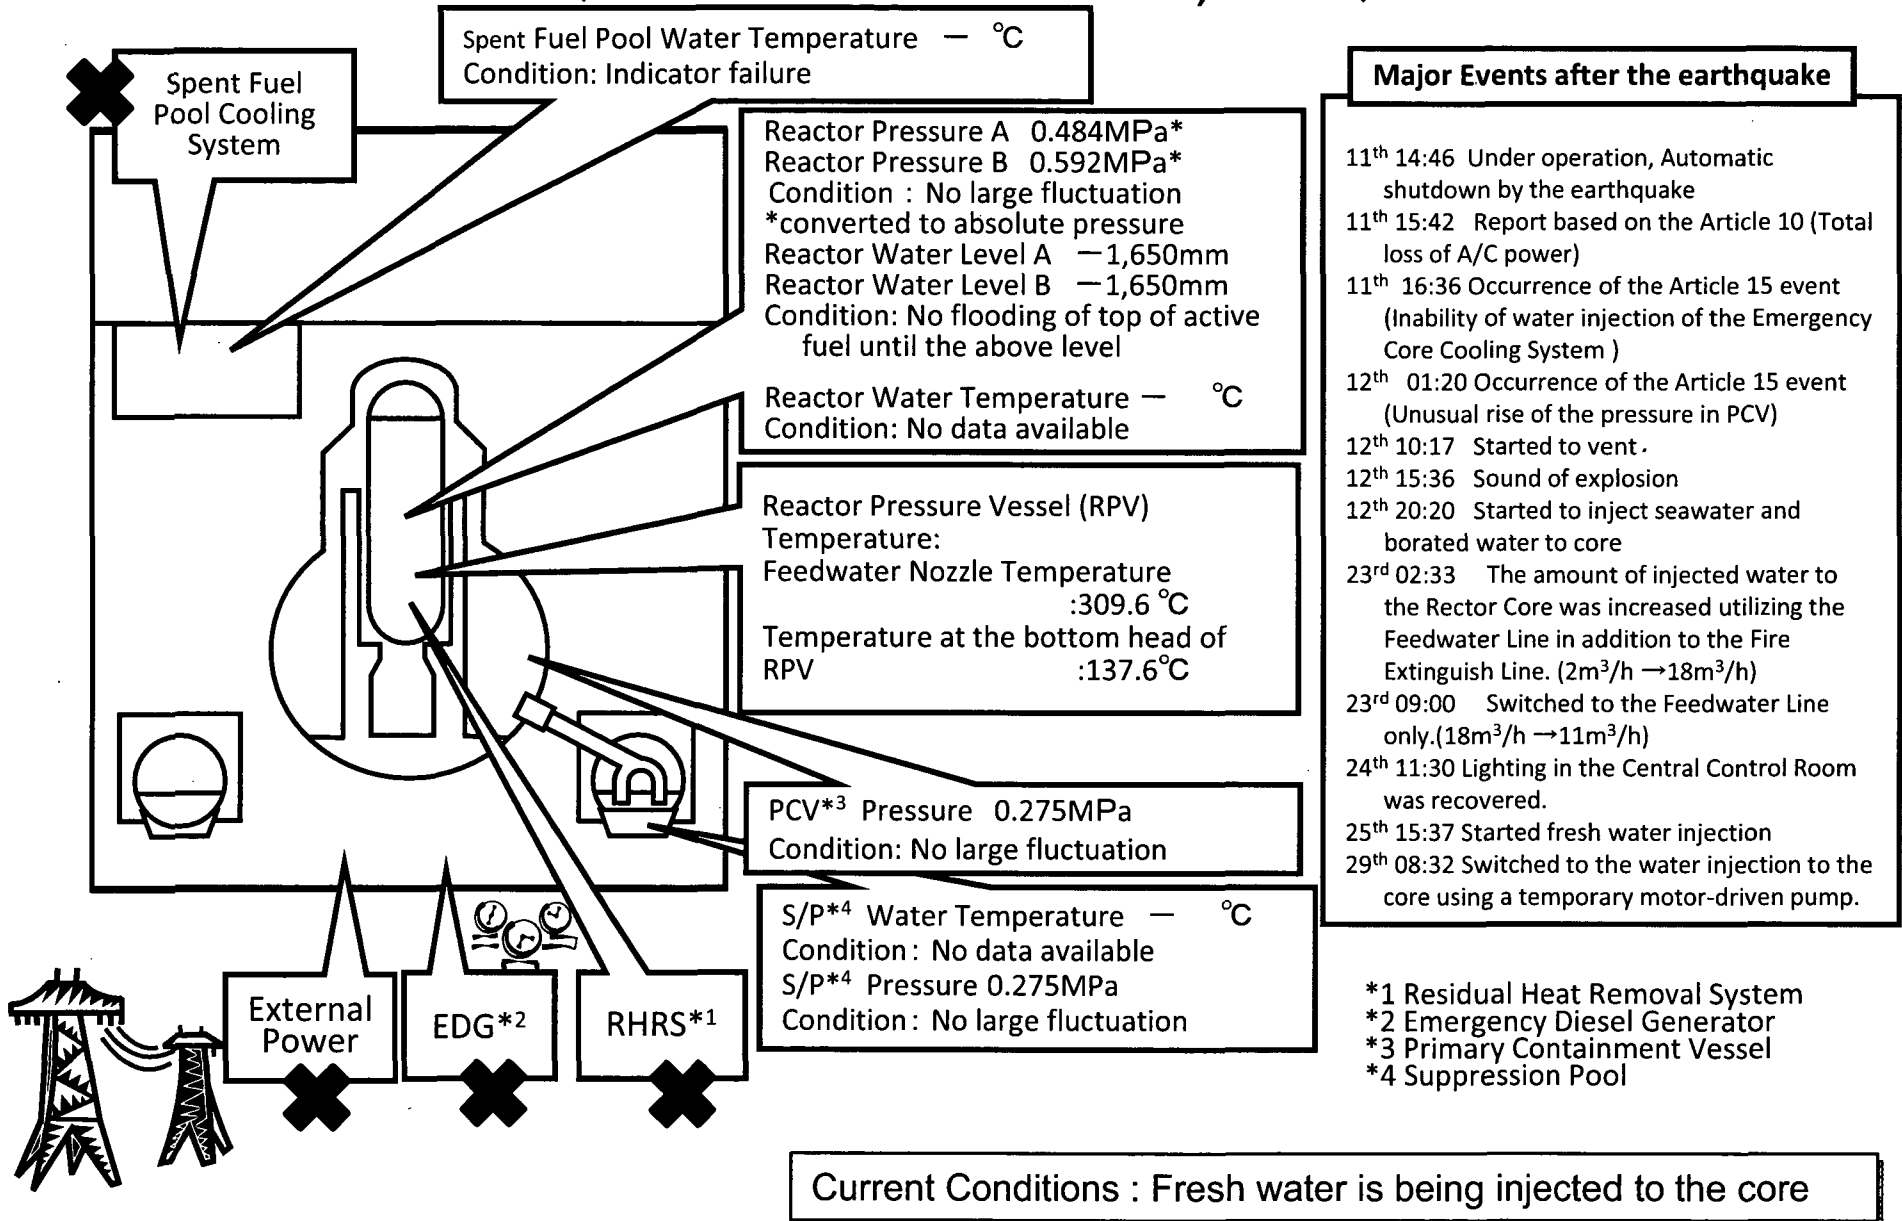 Spent Fuel Pool Water Temperature － ℃
Condition: Indicator failure
Spent Fuel
Pool Cooling
System
Reactor Pressure A 0.484MPa*
Reactor Pressure B 0.592MPa*
Condition : No large fluctuation
*converted to absolute pressure
Reactor Water Level A －1,650mm
Reactor Water Level B －1,650mm
Condition: No flooding of top of active
fuel until the above level
Reactor Water Temperature － ℃
Condition: No data available
Reactor Pressure Vessel (RPV)
Temperature:
Feedwater Nozzle Temperature
:309.6 ℃
Temperature at the bottom head of
RPV :137.6℃
PCV*3 Pressure 0.275MPa
Condition: No large fluctuation
S/P*4 Water Temperature － ℃
Condition: No data available
S/P*4 Pressure 0.275MPa
Condition: No large fluctuation
External
Power
EDG*2
RHRS*1
Major Events after the earthquake
11th 14:46 Under operation, Automatic
shutdown by the earthquake
11th 15:42 Report based on the Article 10 (Total
loss of A/C power)
11th 16:36 Occurrence of the Article 15 event
(Inability of water injection of the Emergency
Core Cooling System )
12th 01:20 Occurrence of the Article 15 event
(Unusual rise of the pressure in PCV)
12th 10:17 Started to vent.
12th 15:36 Sound of explosion
12th 20:20 Started to inject seawater and
borated water to core
23rd 02:33 The amount of injected water to
the Rector Core was increased utilizing the
Feedwater Line in addition to the Fire
Extinguish Line. (2m³/h →18m³/h)
23rd 09:00 Switched to the Feedwater Line
only.(18m³/h →11m³/h)
24th 11:30 Lighting in the Central Control Room
was recovered.
25th 15:37 Started fresh water injection
29th 08:32 Switched to the water injection to the
core using a temporary motor-driven pump.
*1 Residual Heat Removal System
*2 Emergency Diesel Generator
*3 Primary Containment Vessel
*4 Suppression Pool
Current Conditions : Fresh water is being injected to the core